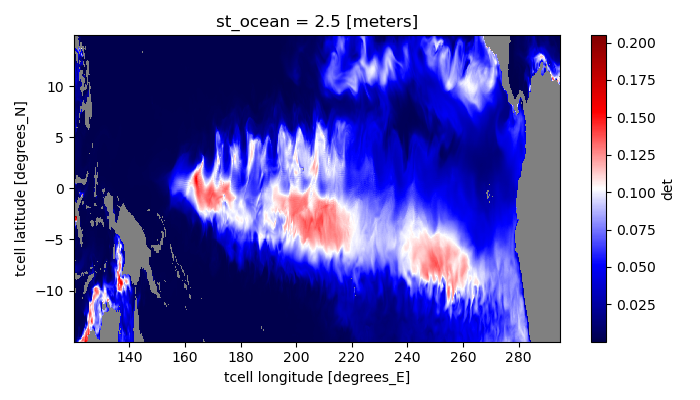 st_ocean = 2.5 [meters]
10
5
0
−5
−10
tcell latitude [degrees_N]
140 160 180 200 220 240 260 280
tcell longitude [degrees_E]
0.200
0.175
0.150
0.125
0.100
0.075
0.050
0.025
det